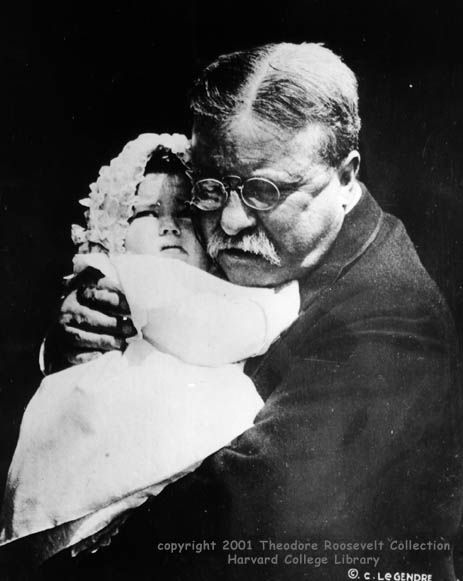 copyright 2001 Theodore Roosevelt Collection
Harvard College Library
©. C. LEGENDRE